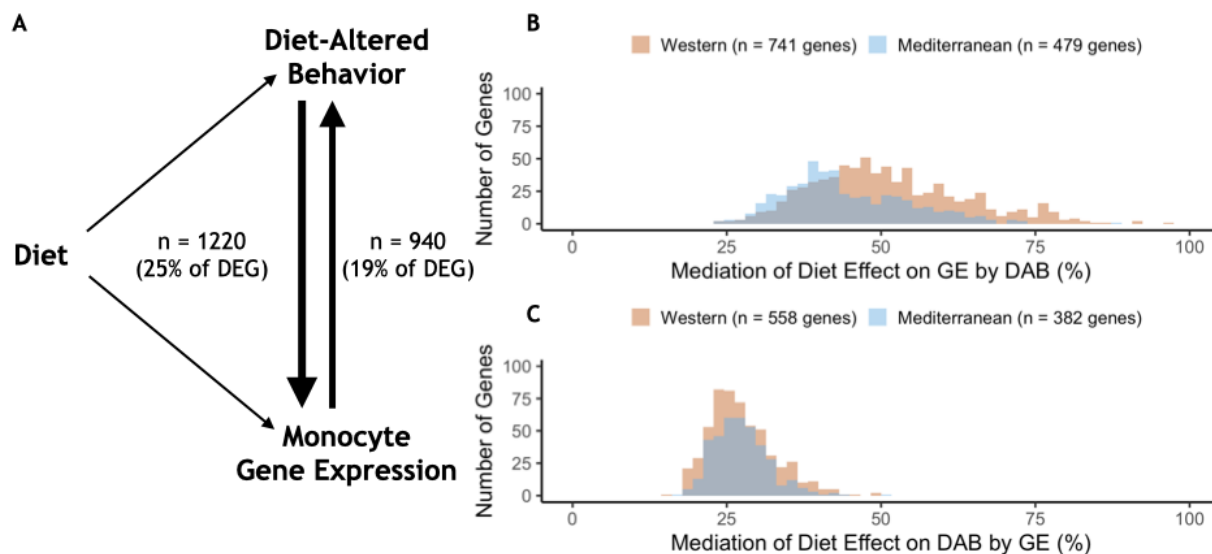 A
Diet-Altered
Behavior
Diet
n = 1220
(25% of DEG)
n = 940
(19% of DEG)
Monocyte
Gene Expression
B
Western (n = 741 genes) Mediterranean (n = 479 genes)
Number of Genes
100
75
50
25
0
0 25 50 75 100
Mediation of Diet Effect on GE by DAB (%)
C
Western (n = 558 genes) Mediterranean (n = 382 genes)
Number of Genes
100
75
50
25
0
0 25 50 75 100
Mediation of Diet Effect on DAB by GE (%)